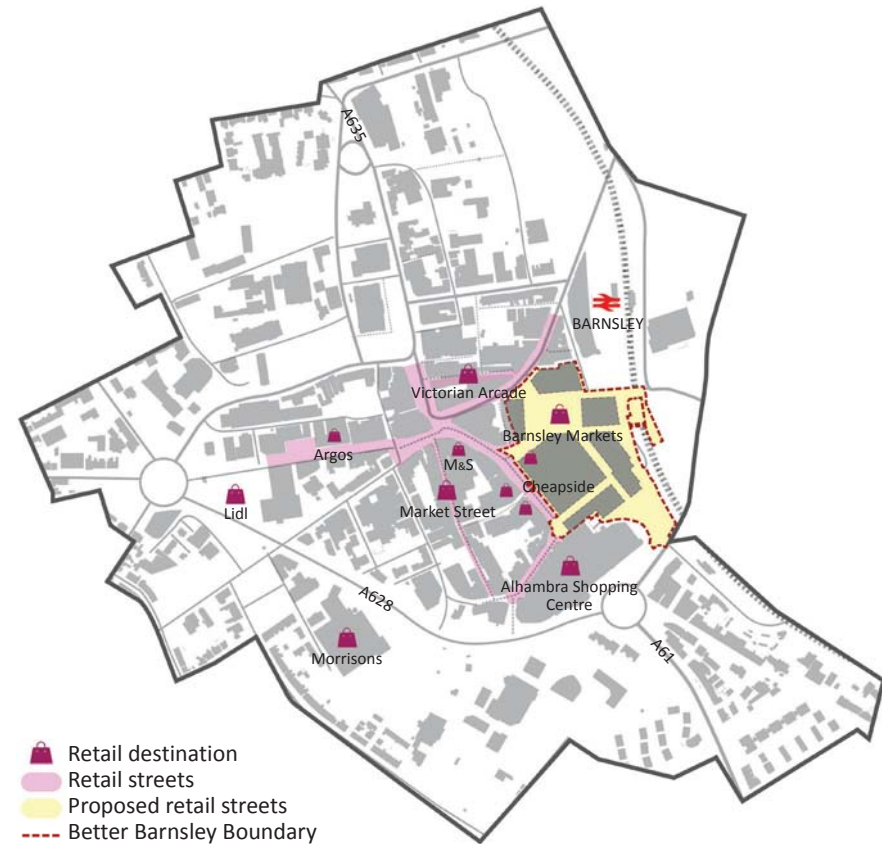 A635
BARNSLEY
Victorian Arcade
Barnsley Markets
Argos
M&S
Cheapside
Lidl
Market Street
Alhambra Shopping
Centre
A628
Morrisons
A61
Retail destination
Retail streets
Proposed retail streets
Better Barnsley Boundary